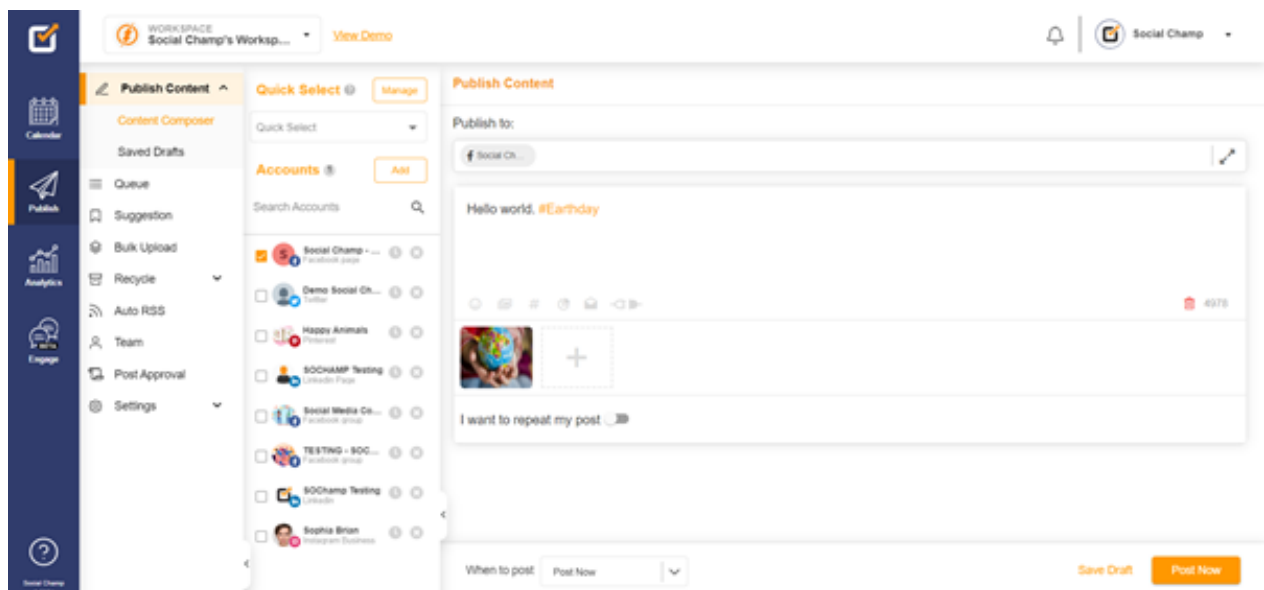 WORKSPACE
Social Champ's Worksp...
View Demo
Social Champ
Calendar
Publish
Analytics
BETA
Engage
Social Champ
Publish Content
Content Composer
Saved Drafts
Queue
Suggestion
Bulk Upload
Recycle
Auto RSS
Team
Post Approval
Settings
Quick Select
Manage
Quick Select
Accounts
Add
Search Accounts
Social Champ - ...
Facebook page
Demo Social Ch...
Twitter
Happy Animals
Pinterest
SOCHAMP Testing
Linkedin Page
Social Media Co...
Facebook group
TESTING - SOC...
Facebook group
SOChamp Testing
Linkedin
Sophia Brian
Instagram Business
Publish Content
Publish to:
Social Ch...
Hello world. #Earthday
4978
I want to repeat my post
When to post
Post Now
Save Draft
Post Now